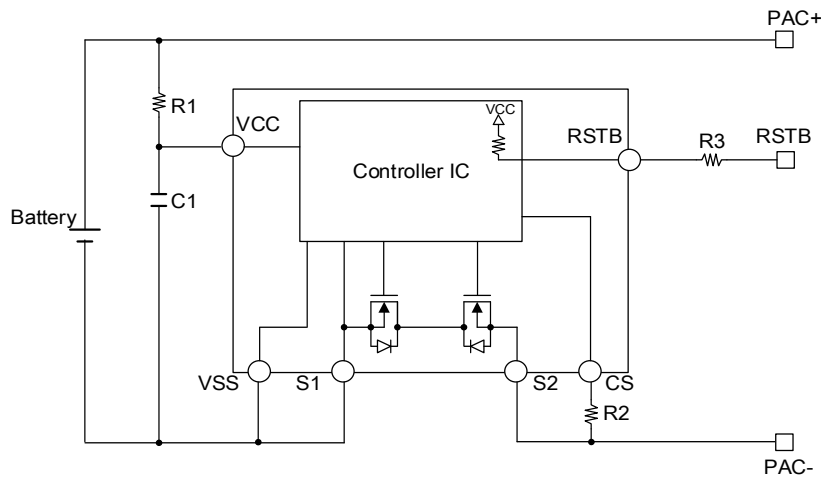 PAC+
R1
VCC
VCC
RSTB
R3
RSTB
Controller IC
C1
Battery
VSS
S1
S2
CS
R2
PAC-